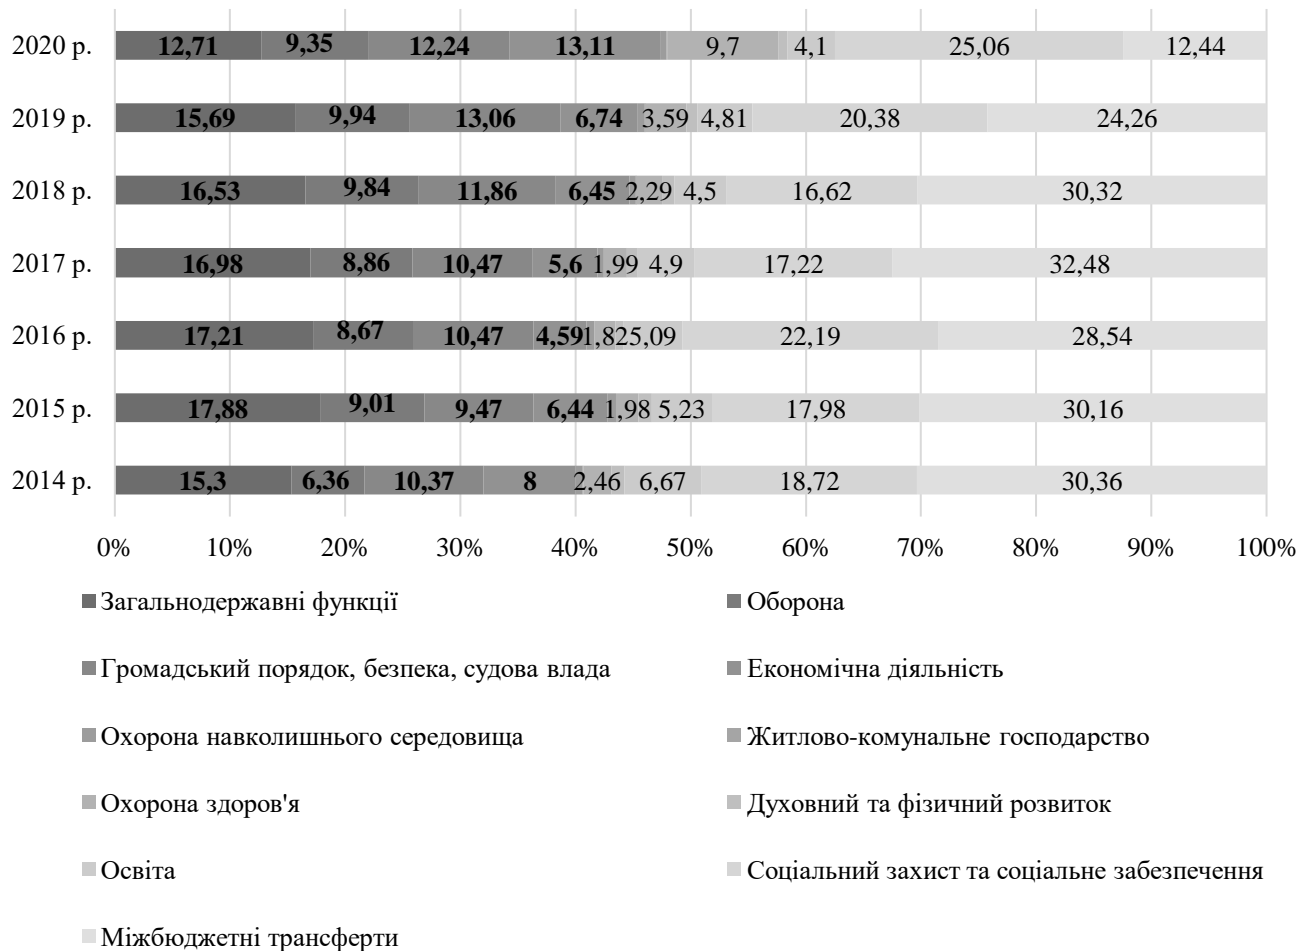 2020 р. 12,71 9,35 12,24 13,11 9,7 4,1 25,06 12,44
2019 р. 15,69 9,94 13,06 6,74 3,59 4,81 20,38 24,26
2018 р. 16,53 9,84 11,86 6,45 2,29 4,5 16,62 30,32
2017 р. 16,98 8,86 10,47 5,6 1,99 4,9 17,22 32,48
2016 р. 17,21 8,67 10,47 4,59 1,82 5,09 22,19 28,54
2015 р. 17,88 9,01 9,47 6,44 1,98 5,23 17,98 30,16
2014 р. 15,3 6,36 10,37 8 2,46 6,67 18,72 30,36
0% 10% 20% 30% 40% 50% 60% 70% 80% 90% 100%
Загальнодержавні функції Оборона
Громадський порядок, безпека, судова влада Економічна діяльність
Охорона навколишнього середовища Житлово-комунальне господарство
Охорона здоров'я Духовний та фізичний розвиток
Освіта Соціальний захист та соціальне забезпечення
Міжбюджетні трансферти